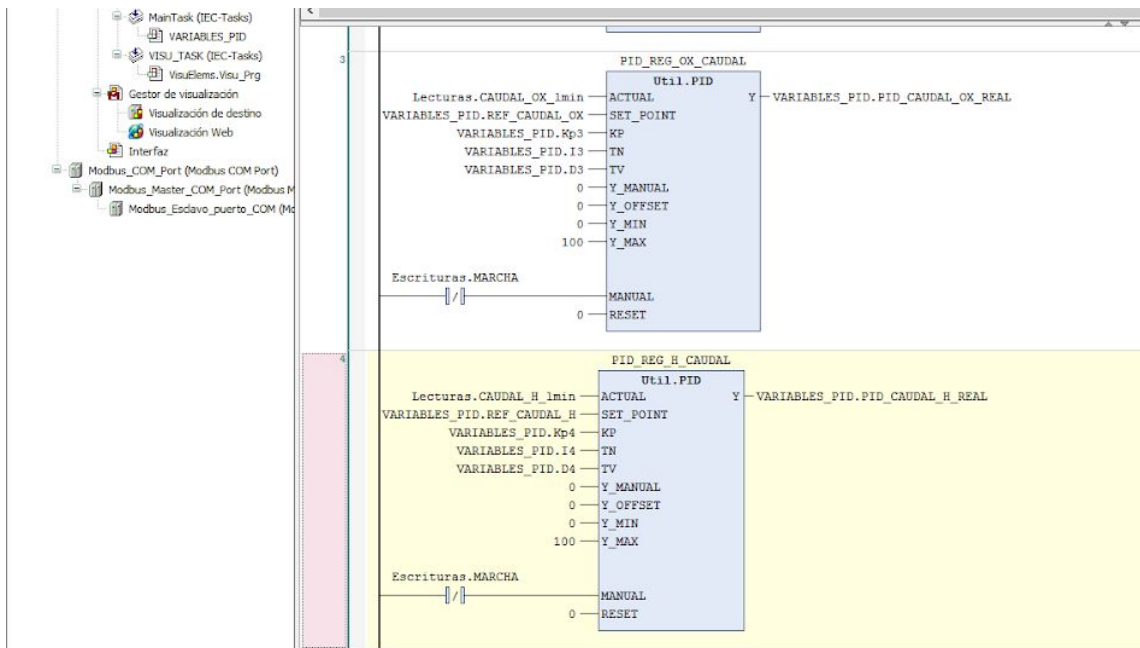 MainTask (IEC-Tasks)
VARIABLES_PID
VISU_TASK (IEC-Tasks)
VisuElems.Visu_Prg
Gestor de visualización
Visualización de destino
Visualización Web
Interfaz
Modbus_COM_Port (Modbus COM Port)
Modbus_Master_COM_Port (Modbus M
Modbus_Esclavo_puerto_COM (Mo
3
PID_REG_OX_CAUDAL
Util.PID
Lecturas.CAUDAL_OX_lmin ACTUAL Y VARIABLES_PID.PID_CAUDAL_OX_REAL
VARIABLES_PID.REF_CAUDAL_OX SET_POINT
VARIABLES_PID.Kp3 KP
VARIABLES_PID.I3 TN
VARIABLES_PID.D3 TV
0 Y_MANUAL
0 Y_OFFSET
0 Y_MIN
100 Y_MAX
Escrituras.MARCHA
/ MANUAL
0 RESET
4
PID_REG_H_CAUDAL
Util.PID
Lecturas.CAUDAL_H_lmin ACTUAL Y VARIABLES_PID.PID_CAUDAL_H_REAL
VARIABLES_PID.REF_CAUDAL_H SET_POINT
VARIABLES_PID.Kp4 KP
VARIABLES_PID.I4 TN
VARIABLES_PID.D4 TV
0 Y_MANUAL
0 Y_OFFSET
0 Y_MIN
100 Y_MAX
Escrituras.MARCHA
/ MANUAL
0 RESET